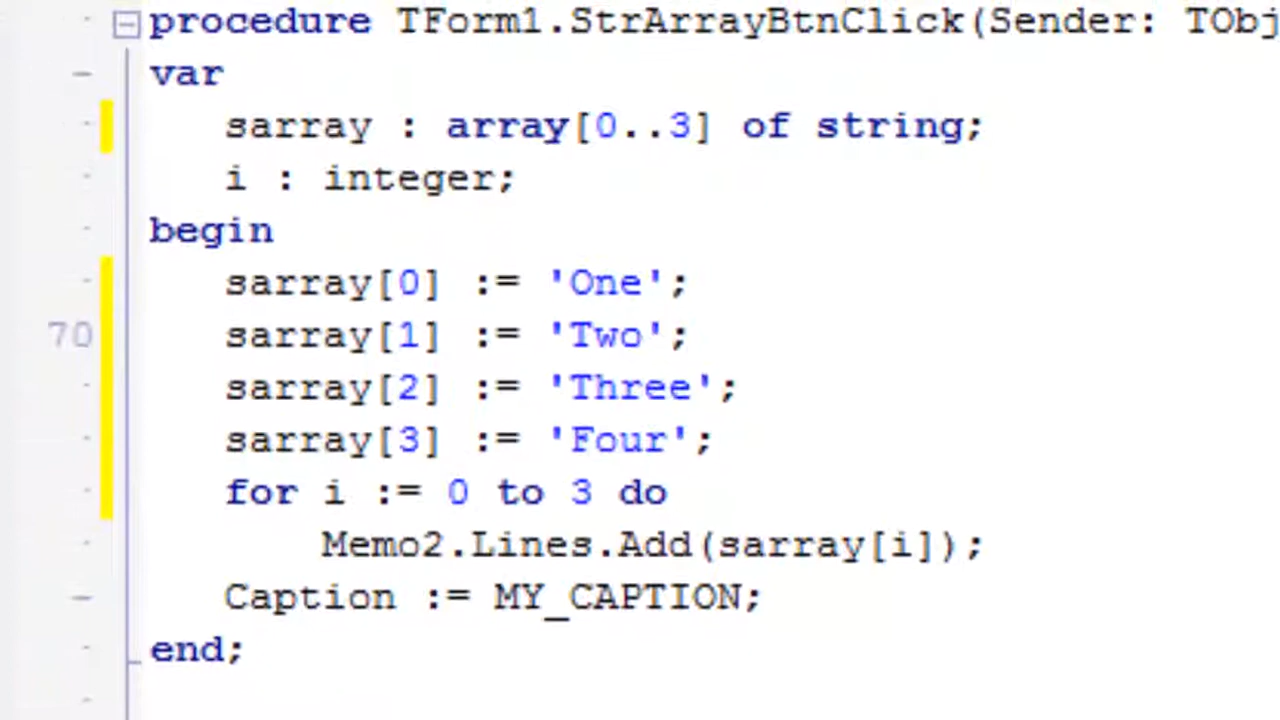 procedure TForm1.StrArrayBtnClick(Sender: TObj
var
sarray : array[0..3] of string;
i : integer;
begin
sarray[0] := 'One';
70 sarray[1] := 'Two';
sarray[2] := 'Three';
sarray[3] := 'Four';
for i := 0 to 3 do
Memo2.Lines.Add(sarray[i]);
Caption := MY_CAPTION;
end;